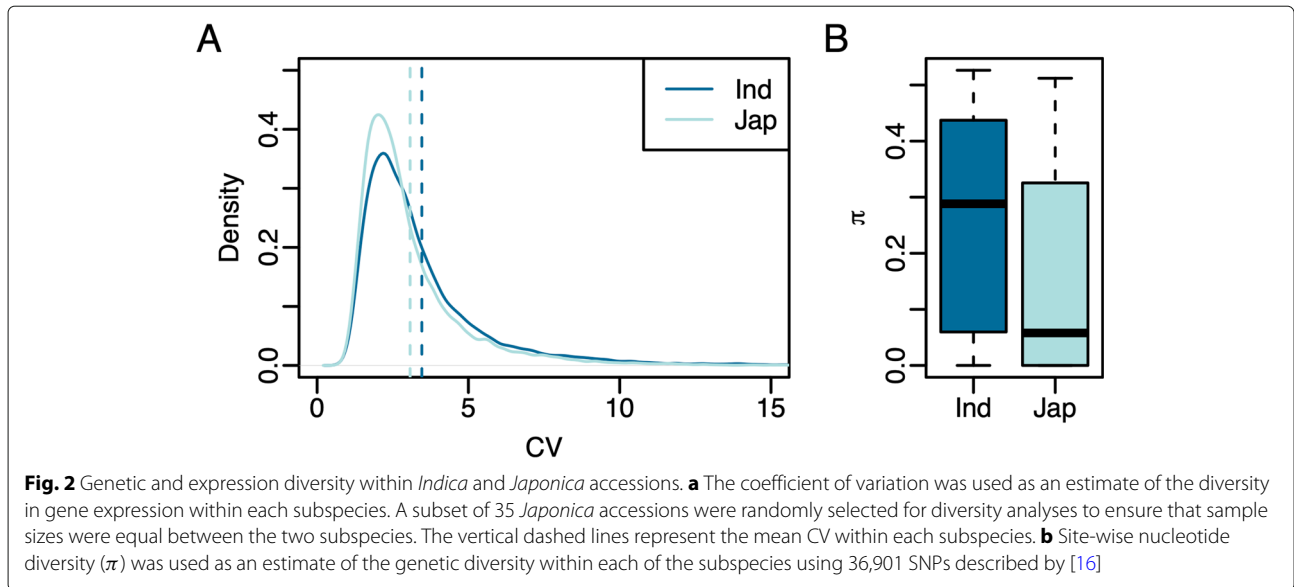 A
B
Ind
Jap
Density
0.0
0.2
0.4
0
5
10
15
CV
π
0.0
0.2
0.4
Ind
Jap
Fig. 2 Genetic and expression diversity within Indica and Japonica accessions. a The coefficient of variation was used as an estimate of the diversity
in gene expression within each subspecies. A subset of 35 Japonica accessions were randomly selected for diversity analyses to ensure that sample
sizes were equal between the two subspecies. The vertical dashed lines represent the mean CV within each subspecies. b Site-wise nucleotide
diversity (π) was used as an estimate of the genetic diversity within each of the subspecies using 36,901 SNPs described by [16]